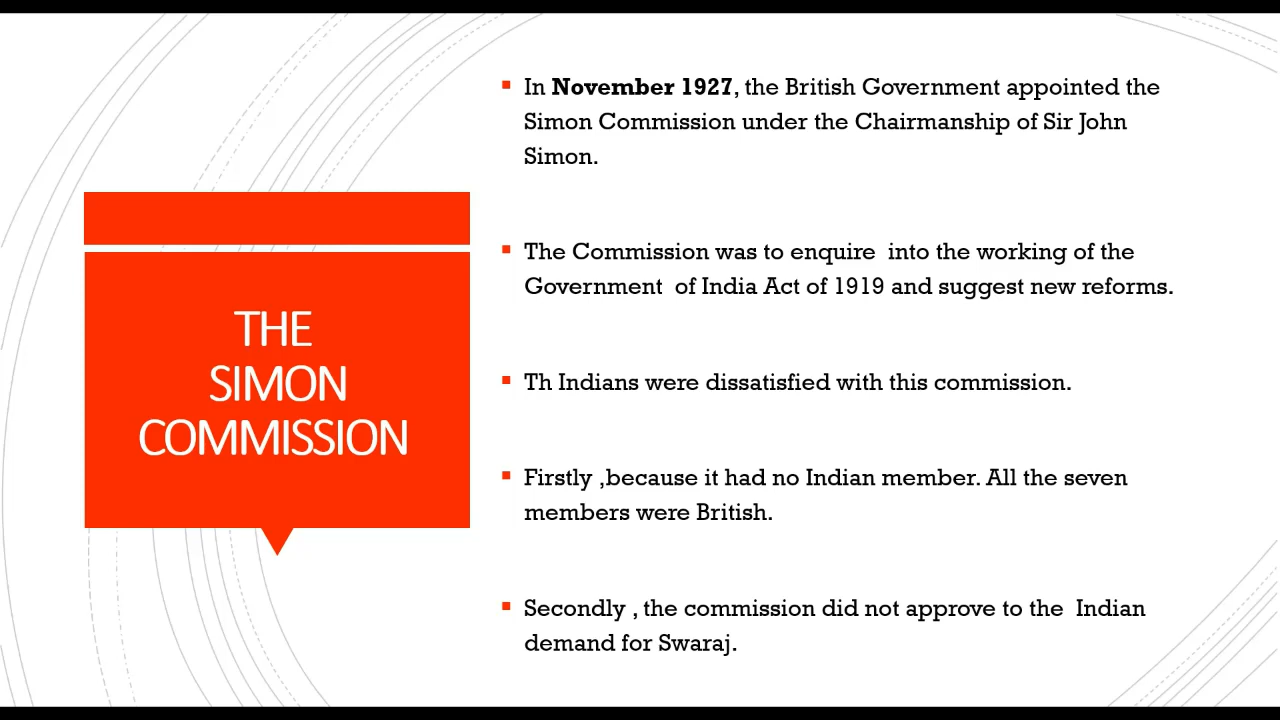 THE
SIMON
COMMISSION
In November 1927, the British Government appointed the
Simon Commission under the Chairmanship of Sir John
Simon.
The Commission was to enquire  into the working of the
Government  of India Act of 1919 and suggest new reforms.
Th Indians were dissatisfied with this commission.
Firstly ,because it had no Indian member. All the seven
members were British.
Secondly , the commission did not approve to the  Indian
demand for Swaraj.